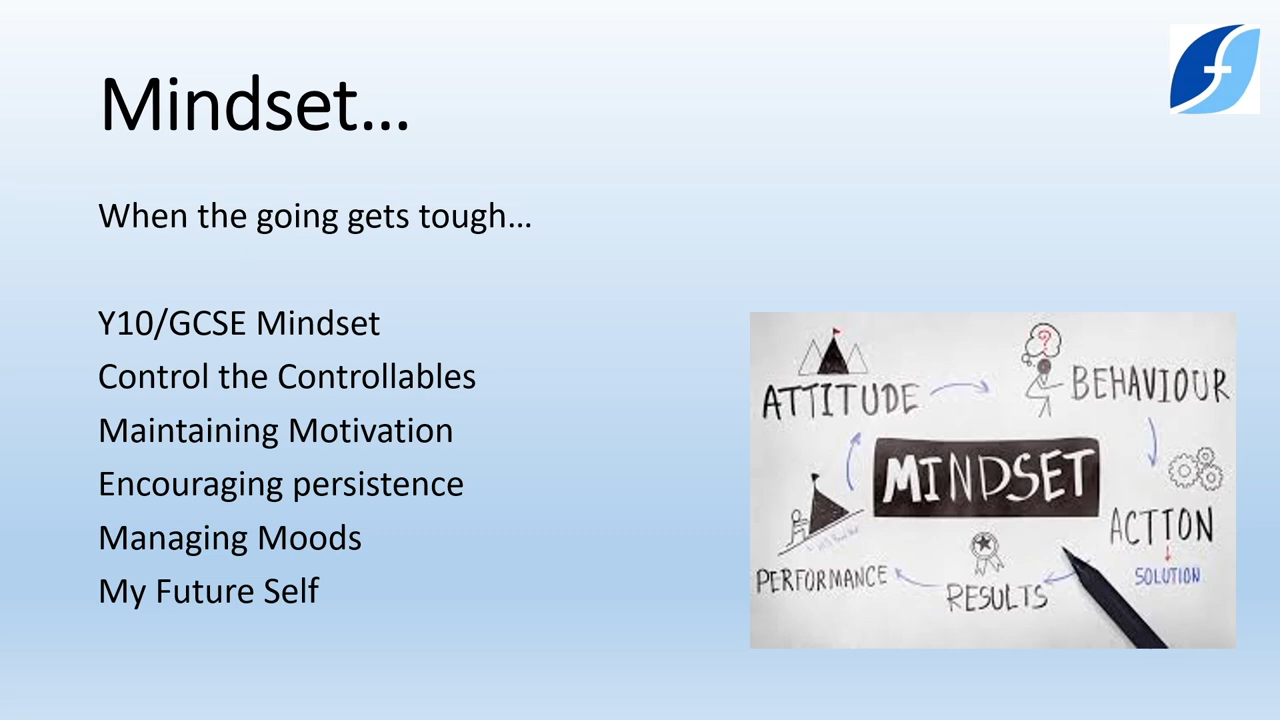 Mindset…
When the going gets tough…
Y10/GCSE Mindset
Control the Controllables
Maintaining Motivation
Encouraging persistence
Managing Moods
My Future Self
ATTITUDE
?
BEHAVIOUR
MINDSET
ACTION
SOLUTION
PERFORMANCE
RESULTS